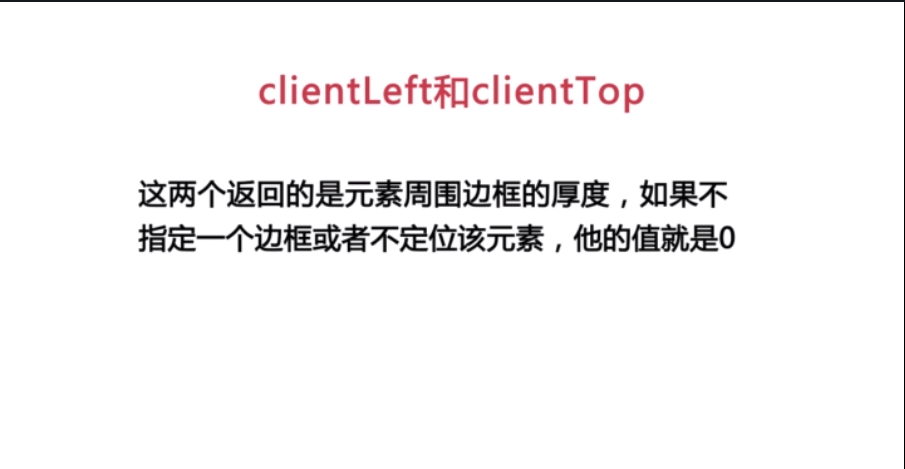 clientLeft和clientTop
这两个返回的是元素周围边框的厚度，如果不
指定一个边框或者不定位该元素，他的值就是0